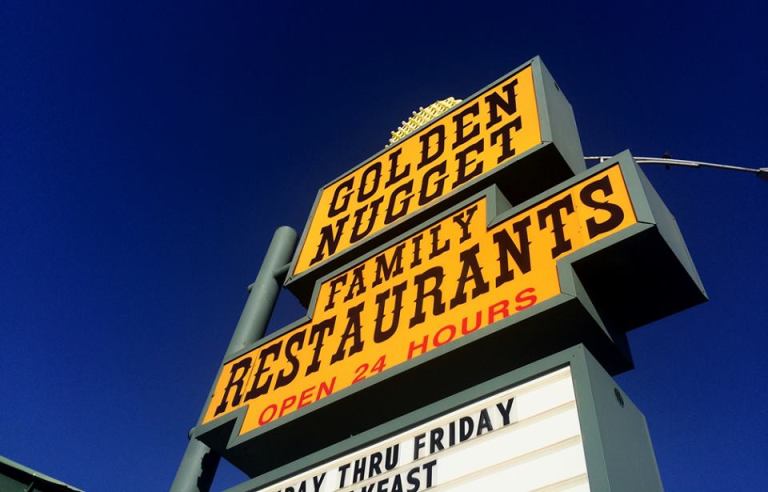 GOLDEN
NUGGET
FAMILY
RESTAURANTS
OPEN 24 HOURS
THRU FRIDAY